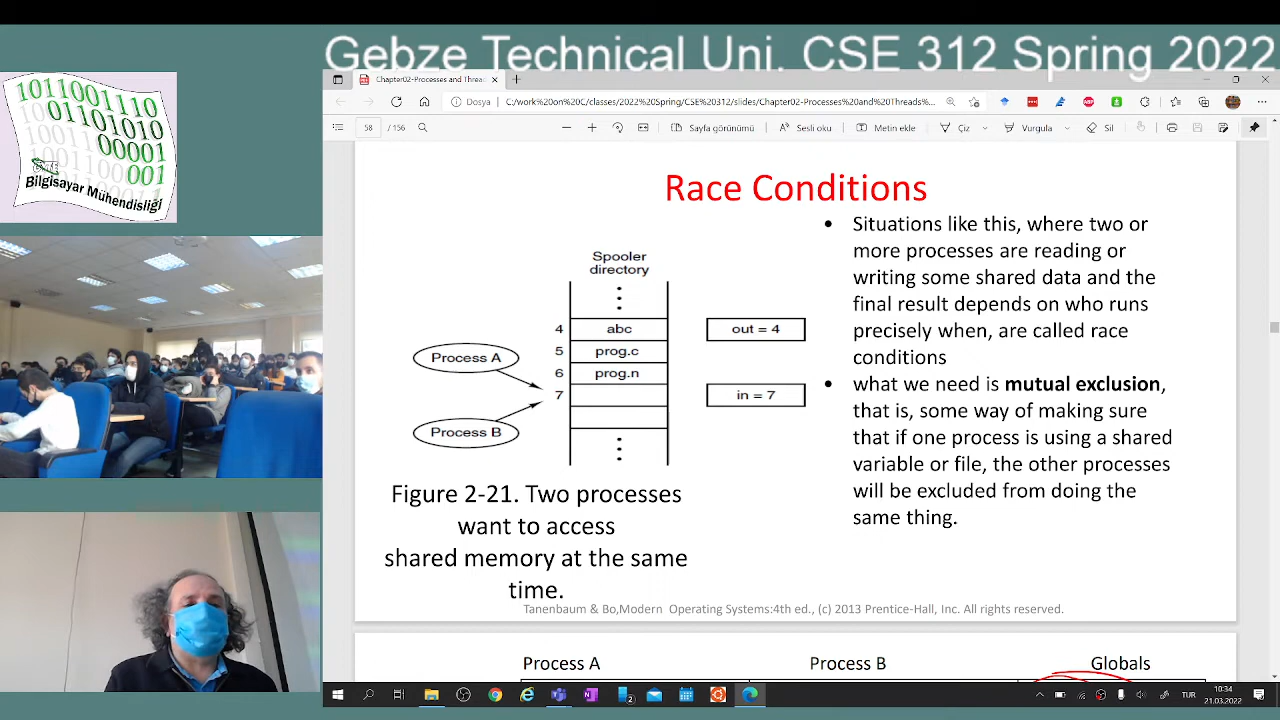 Gebze Technical Uni. CSE 312 Spring 2022
1011001110
01101101010
00001
001
Bilgisayar Mühendisligi
Chapter02-Processes and Thread
Dosya
C:/work%20on%20C/classes/2022%20Spring/CSE%20312/slides/Chapter02-Processes%20and%20Threads%...
58 / 156
Sayfa görünümü
Sesli oku
Metin ekle
Çiz
Vurgula
Sil
Race Conditions
Spooler
directory
4 abc
5 prog.c
6 prog.n
7
Process A
Process B
out = 4
in = 7
Figure 2-21. Two processes
want to access
shared memory at the same
time.
• Situations like this, where two or
more processes are reading or
writing some shared data and the
final result depends on who runs
precisely when, are called race
conditions
• what we need is mutual exclusion,
that is, some way of making sure
that if one process is using a shared
variable or file, the other processes
will be excluded from doing the
same thing.
Tanenbaum & Bo,Modern Operating Systems:4th ed., (c) 2013 Prentice-Hall, Inc. All rights reserved.
Process A Process B Globals
TUR
10:34
21.03.2022